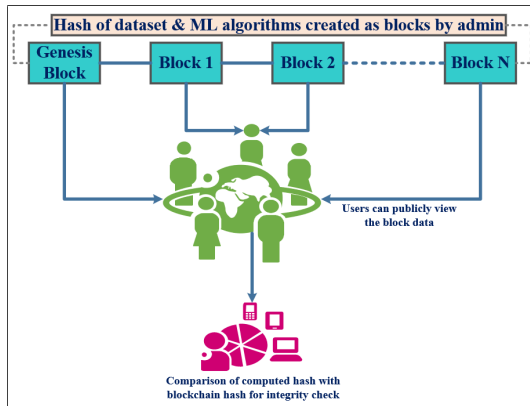 Hash of dataset & ML algorithms created as blocks by admin
Genesis
Block
Block 1
Block 2
Block N
Users can publicly view
the block data
Comparison of computed hash with
blockchain hash for integrity check